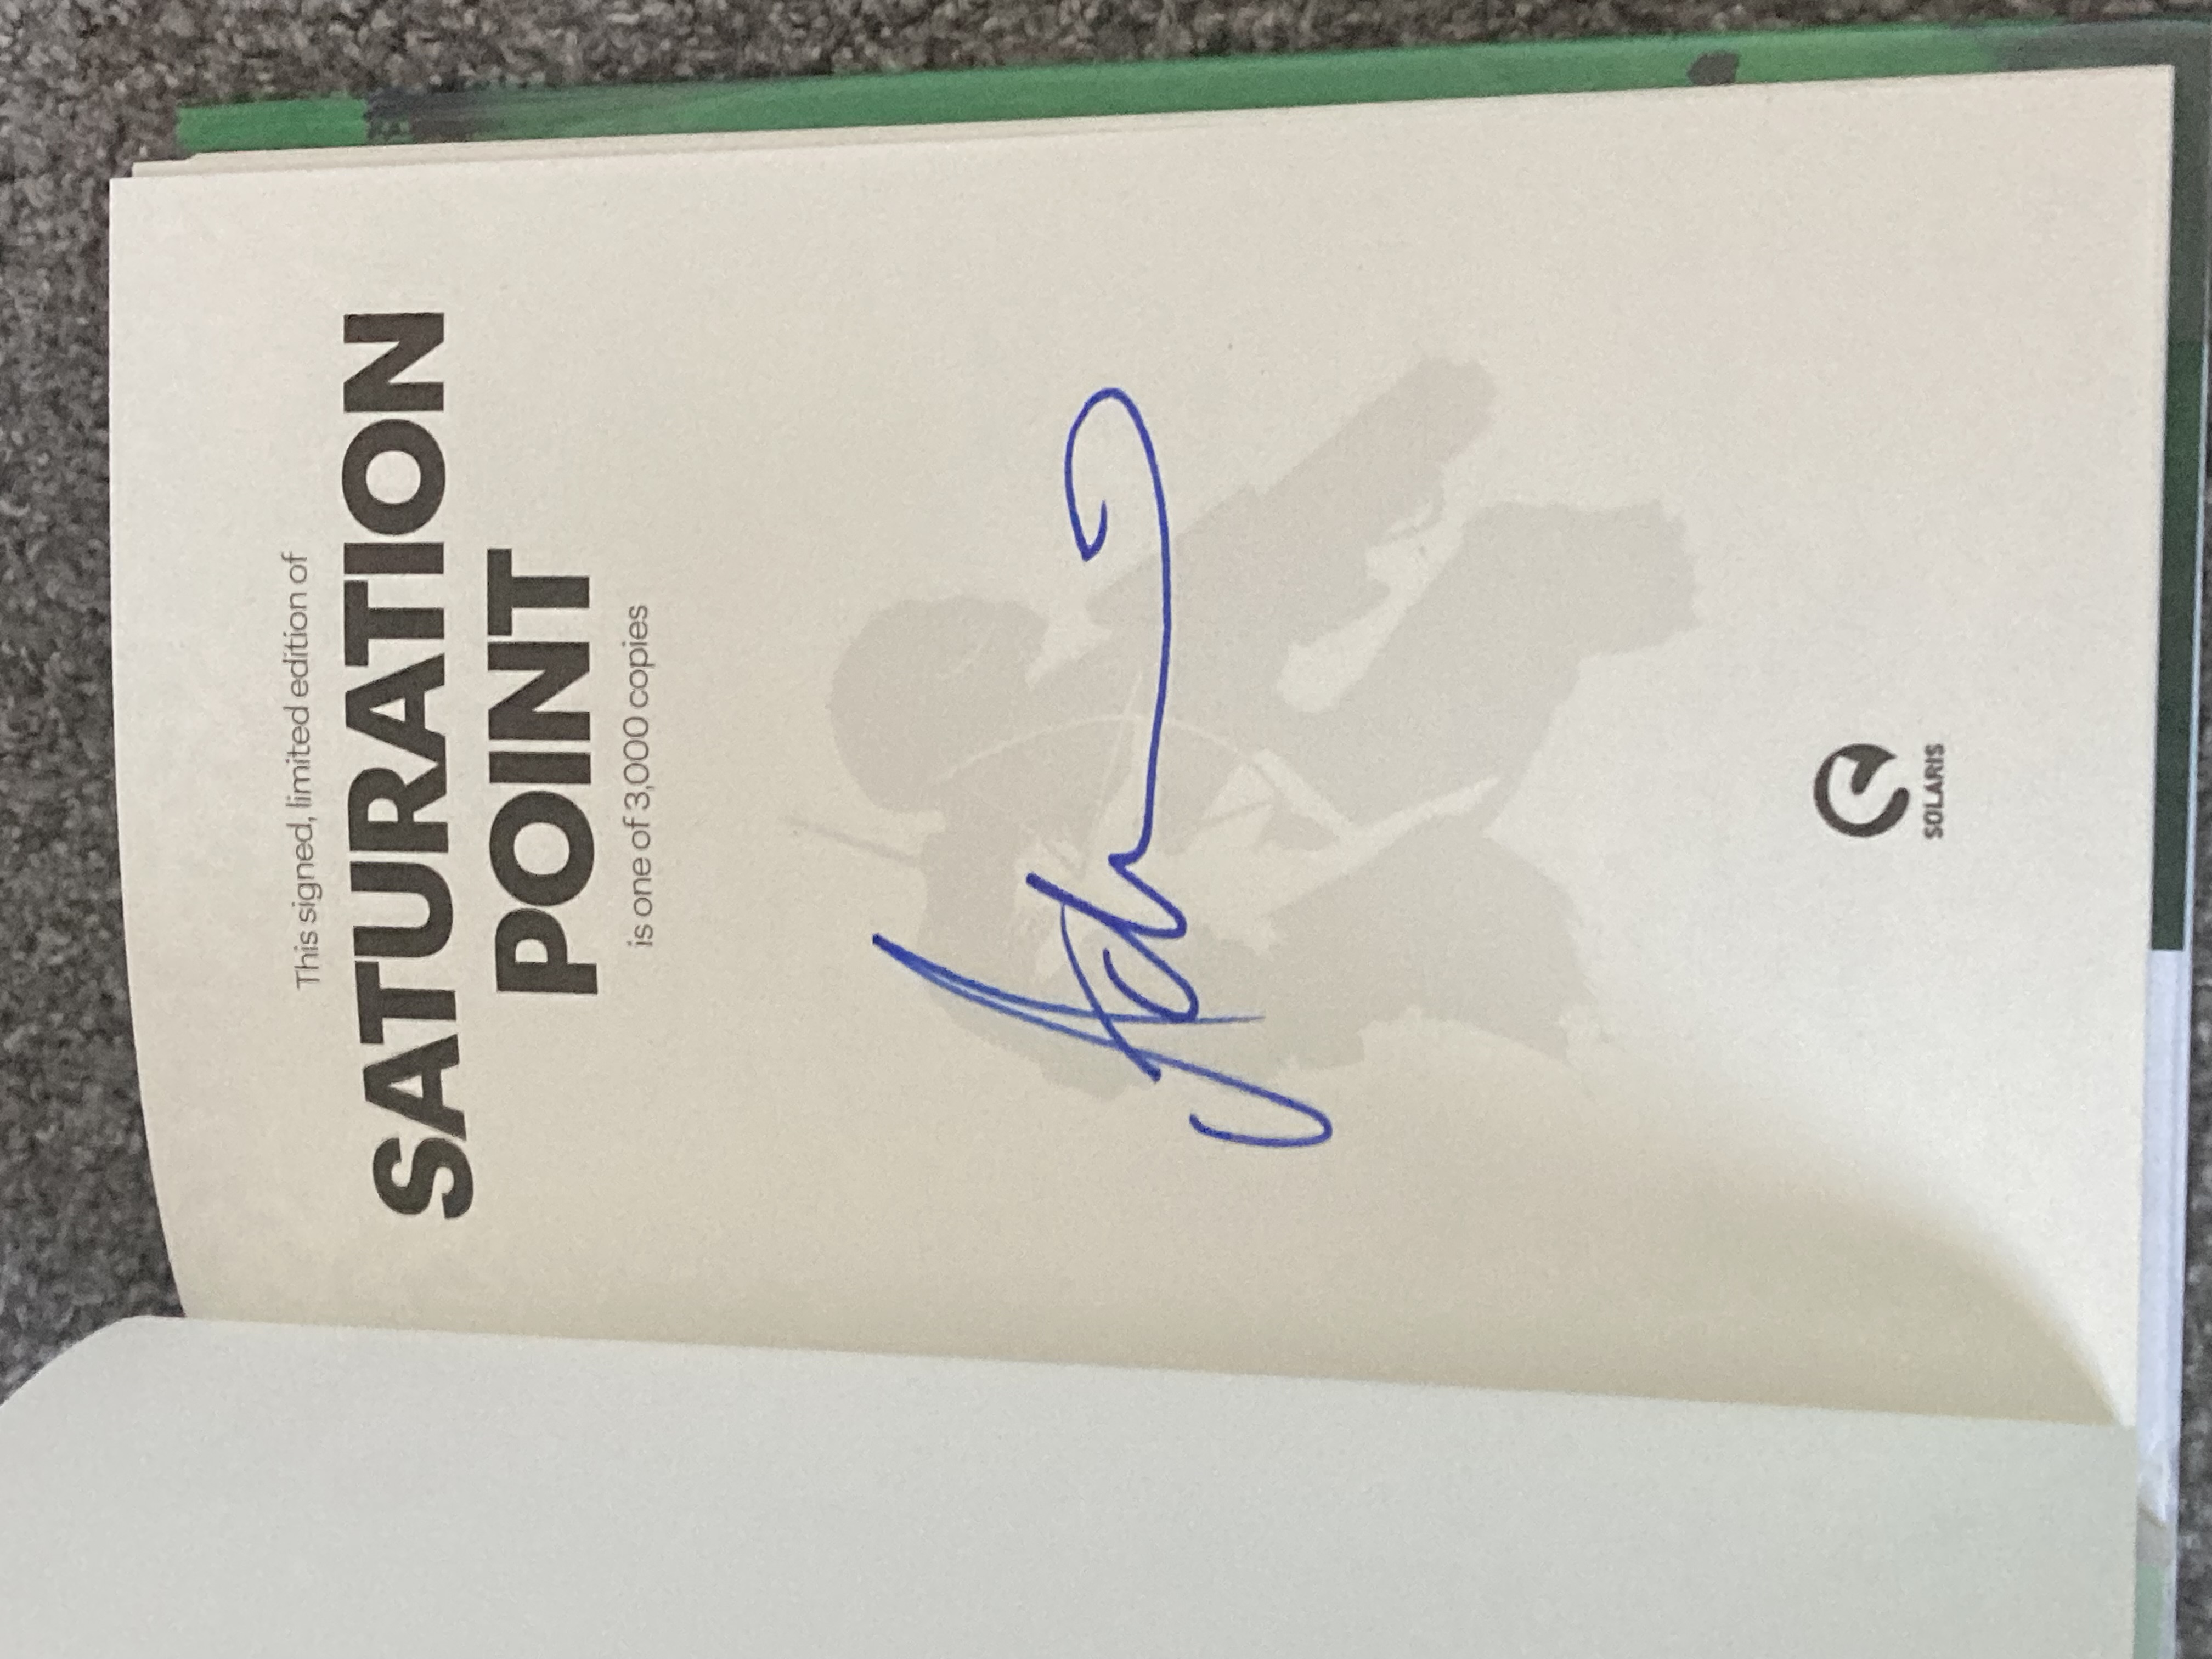 This signed, limited edition of
SATURATION
POINT
is one of 3,000 copies
SOLARIS